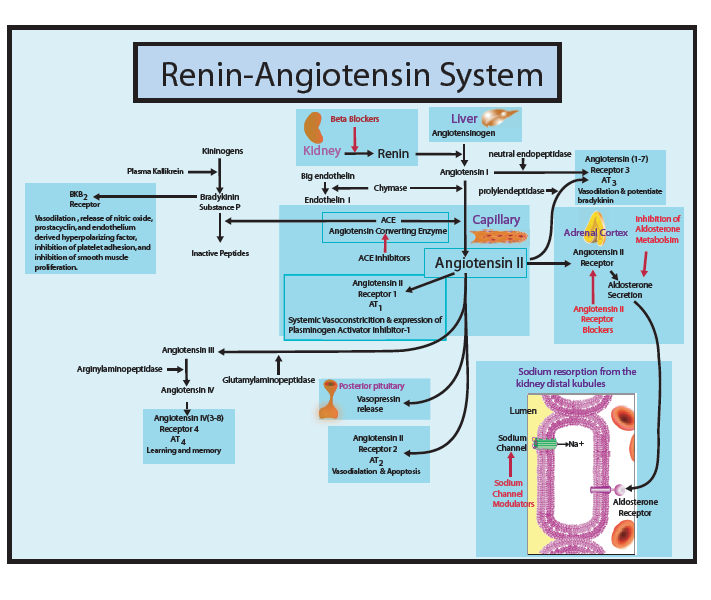 Renin-Angiotensin System
Beta Blockers
Kidney
Renin
Liver
Angiotensinogen
Kininogens
Plasma Kallikrein
Big endothelin
Chymase
Endothelin I
Angiotensin I
neutral endopeptidase
prolylendeptidase
Angiotensin (1-7)
Receptor 3
AT3
Vasodilation & potentiate
bradykinin
BKB2
Receptor
Vasodilation , release of nitric oxide,
prostacyclin, and endothelium
derived hyperpolarizing factor,
inhibition of platelet adhesion, and
inhibition of smooth muscle
proliferation.
Bradykinin
Substance P
Inactive Peptides
ACE
Angiotensin Converting Enzyme
ACE inhibitors
Capillary
Angiotensin II
Adrenal Cortex
Inhibition of
Aldosterone
Metabolsim
Angiotensin II
Receptor
Aldosterone
Secretion
Angiotensin II
Receptor
Blockers
Angiotensin II
Receptor 1
AT1
Systemic Vasoconstricition & expression of
Plasminogen Activator Inhibitor-1
Angiotensin III
Arginylaminopeptidase
Glutamylaminopeptidase
Angiotensin IV
Angiotensin IV(3-8)
Receptor 4
AT4
Learning and memory
Posterior pituitary
Vasopressin
release
Angiotensin II
Receptor 2
AT2
Vasodialation & Apoptosis
Sodium resorption from the
kidney distal kubules
Lumen
Sodium
Channel
Na+
Sodium
Channel
Modulators
Aldosterone
Receptor